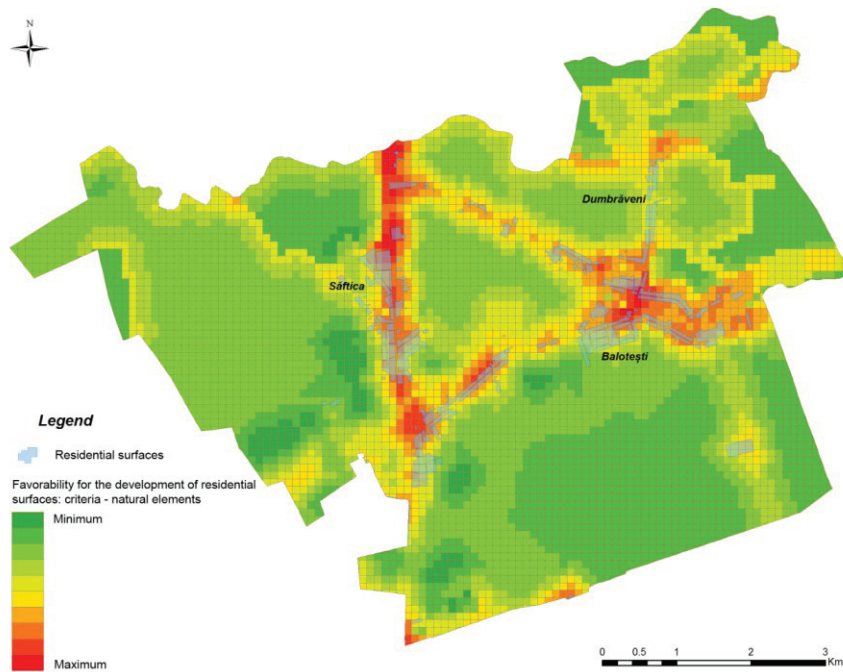 N
Dumbrăveni
Săftica
Balotești
Legend
Residential surfaces
Favorability for the development of residential
surfaces: criteria - natural elements
Minimum
Maximum
0 0.5 1 2 3
Km